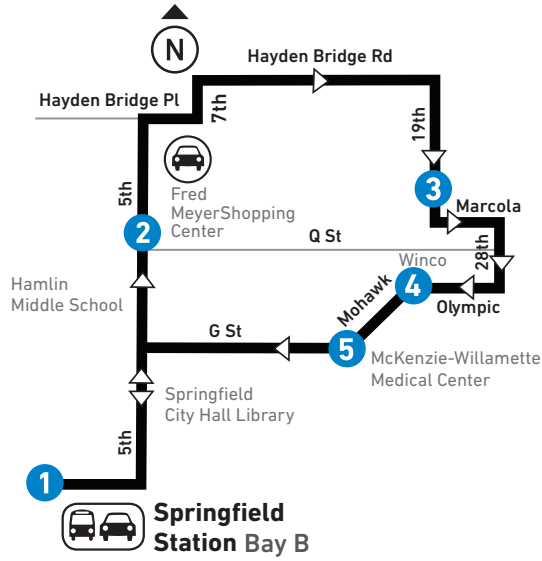 N
Hayden Bridge Rd
Hayden Bridge Pl
7th
19th
5th
Fred
MeyerShopping
Center
3
Marcola
2
Q St
28th
Winco
Hamlin
Middle School
4
Mohawk
Olympic
G St
5
McKenzie-Willamette
Medical Center
Springfield
City Hall Library
5th
1
Springfield
Station Bay B